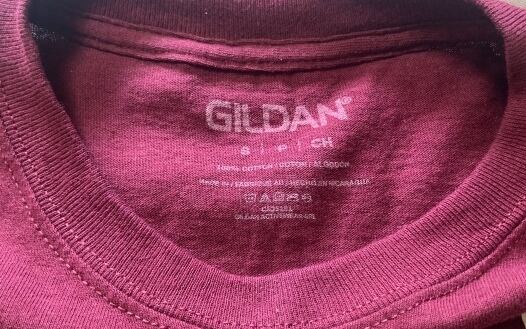 GILDAN®
S | P | CH
100% COTTON / COTON / ALGODÓN
MADE IN / FABRIQUÉ AU / HECHO EN NICARAGUA
GILDAN ACTIVEWEAR SRL